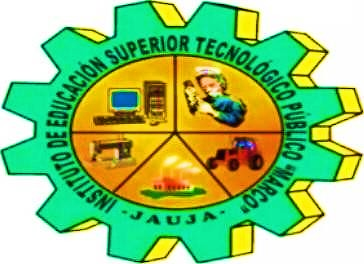 INSTITUTO DE EDUCACIÓN SUPERIOR TECNOLÓGICO PÚBLICO "MARCO"
- JAUJA -